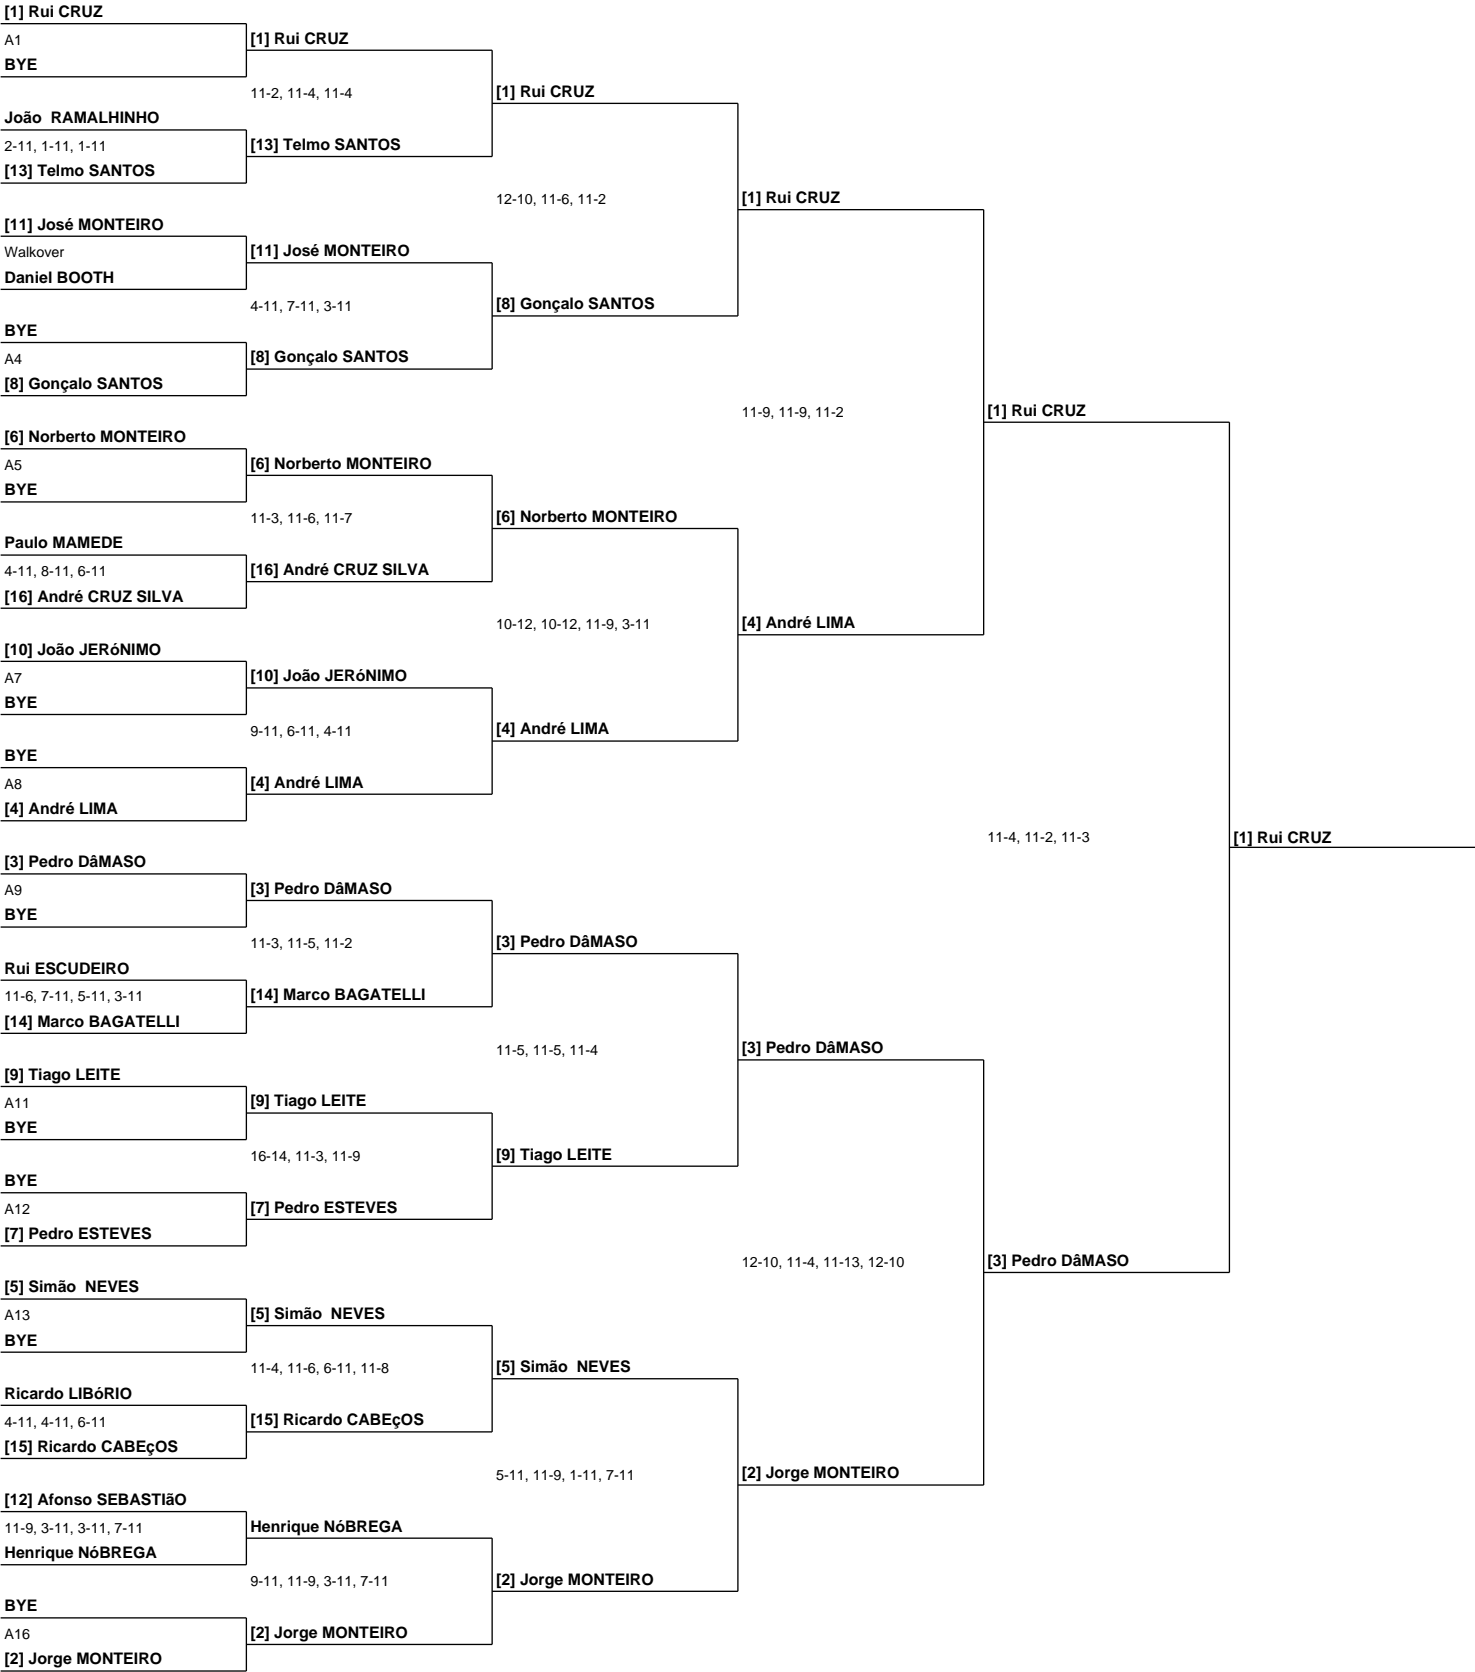 [1] Rui CRUZ
A1
[1] Rui CRUZ
BYE
11-2, 11-4, 11-4
[1] Rui CRUZ
João  RAMALHINHO
2-11, 1-11, 1-11
[13] Telmo SANTOS
[13] Telmo SANTOS
12-10, 11-6, 11-2
[1] Rui CRUZ
[11] José MONTEIRO
Walkover
[11] José MONTEIRO
Daniel BOOTH
4-11, 7-11, 3-11
[8] Gonçalo SANTOS
BYE
A4
[8] Gonçalo SANTOS
[8] Gonçalo SANTOS
11-9, 11-9, 11-2
[1] Rui CRUZ
[6] Norberto MONTEIRO
A5
[6] Norberto MONTEIRO
BYE
11-3, 11-6, 11-7
[6] Norberto MONTEIRO
Paulo MAMEDE
4-11, 8-11, 6-11
[16] André CRUZ SILVA
[16] André CRUZ SILVA
10-12, 10-12, 11-9, 3-11
[4] André LIMA
[10] João JERóNIMO
A7
[10] João JERóNIMO
BYE
9-11, 6-11, 4-11
[4] André LIMA
BYE
A8
[4] André LIMA
[4] André LIMA
11-4, 11-2, 11-3
[1] Rui CRUZ
[3] Pedro DâMASO
A9
[3] Pedro DâMASO
BYE
11-3, 11-5, 11-2
[3] Pedro DâMASO
Rui ESCUDEIRO
11-6, 7-11, 5-11, 3-11
[14] Marco BAGATELLI
[14] Marco BAGATELLI
11-5, 11-5, 11-4
[3] Pedro DâMASO
[9] Tiago LEITE
A11
[9] Tiago LEITE
BYE
16-14, 11-3, 11-9
[9] Tiago LEITE
BYE
A12
[7] Pedro ESTEVES
[7] Pedro ESTEVES
12-10, 11-4, 11-13, 12-10
[3] Pedro DâMASO
[5] Simão  NEVES
A13
[5] Simão  NEVES
BYE
11-4, 11-6, 6-11, 11-8
[5] Simão  NEVES
Ricardo LIBóRIO
4-11, 4-11, 6-11
[15] Ricardo CABEçOS
[15] Ricardo CABEçOS
5-11, 11-9, 1-11, 7-11
[2] Jorge MONTEIRO
[12] Afonso SEBASTIãO
11-9, 3-11, 3-11, 7-11
Henrique NóBREGA
Henrique NóBREGA
9-11, 11-9, 3-11, 7-11
[2] Jorge MONTEIRO
BYE
A16
[2] Jorge MONTEIRO
[2] Jorge MONTEIRO